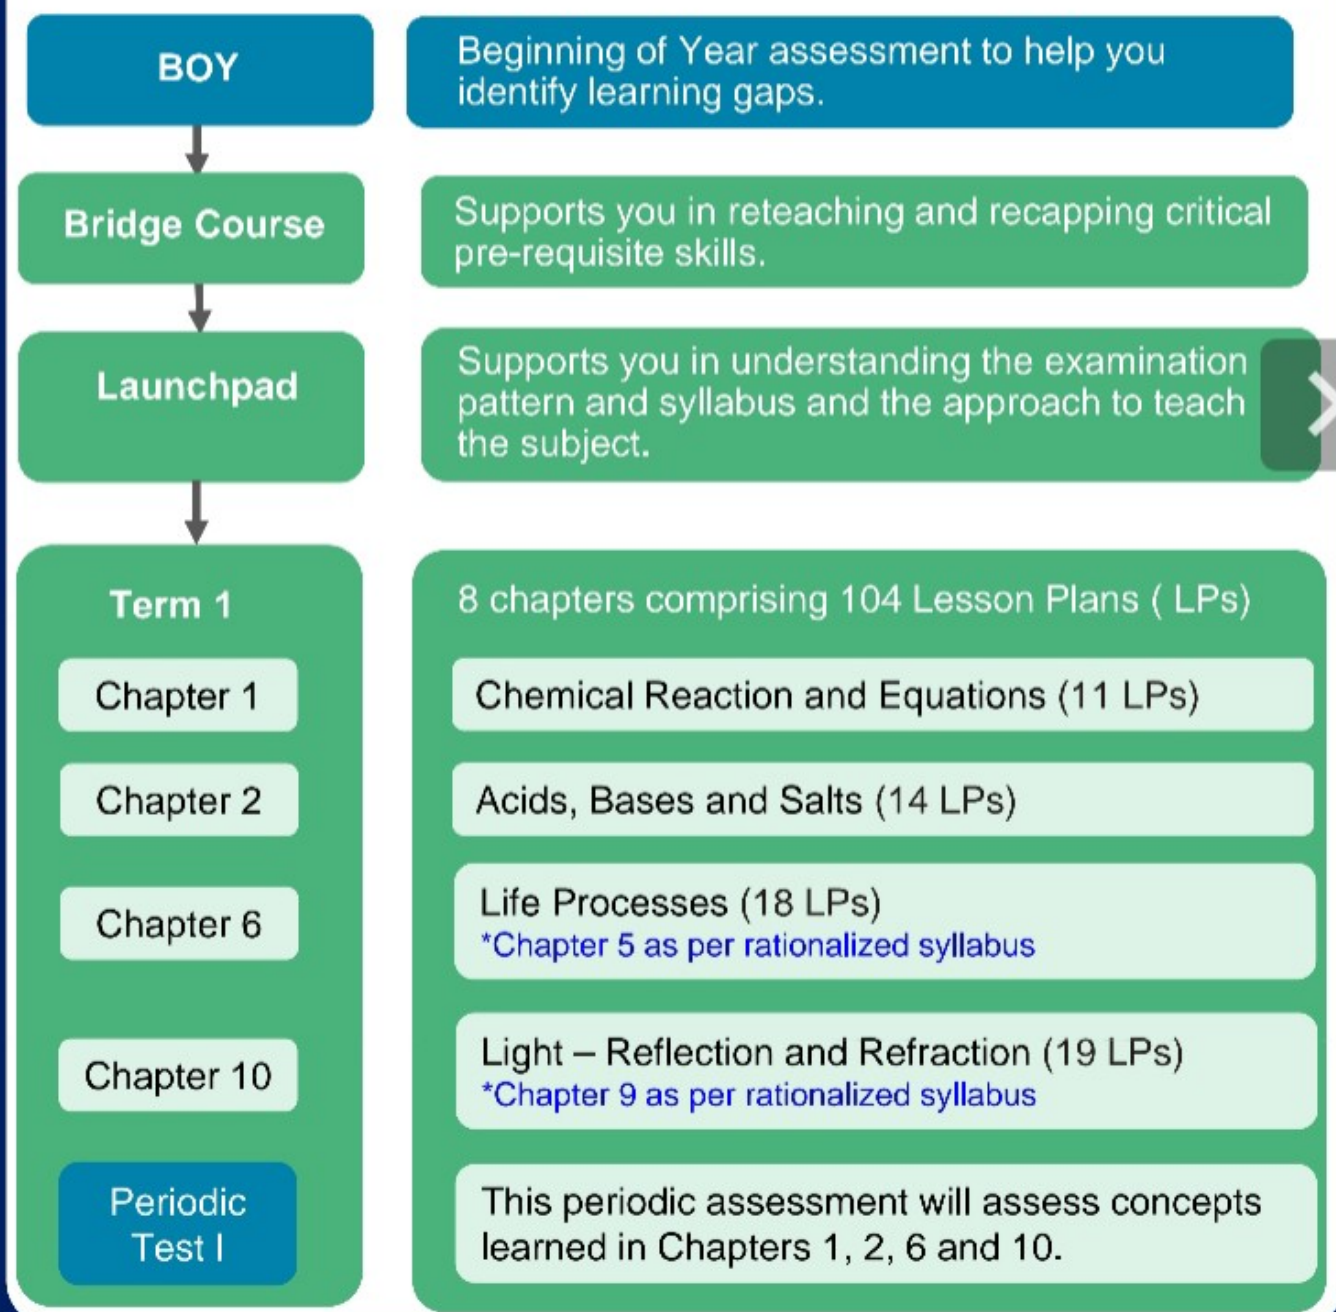 BOY
Beginning of Year assessment to help you
identify learning gaps.
Bridge Course
Supports you in reteaching and recapping critical
pre-requisite skills.
Launchpad
Supports you in understanding the examination
pattern and syllabus and the approach to teach
the subject.
Term 1
8 chapters comprising 104 Lesson Plans ( LPs)
Chapter 1
Chemical Reaction and Equations (11 LPs)
Chapter 2
Acids, Bases and Salts (14 LPs)
Chapter 6
Life Processes (18 LPs)
*Chapter 5 as per rationalized syllabus
Chapter 10
Light – Reflection and Refraction (19 LPs)
*Chapter 9 as per rationalized syllabus
Periodic
Test I
This periodic assessment will assess concepts
learned in Chapters 1, 2, 6 and 10.